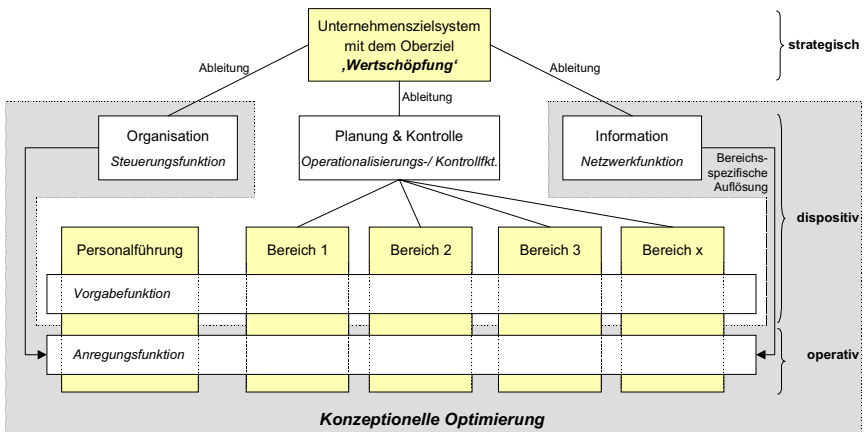 Unternehmenszielsystem
mit dem Oberziel
‚Wertschöpfung‘
strategisch
Ableitung
Ableitung
Ableitung
Organisation
Steuerungsfunktion
Planung & Kontrolle
Operationalisierungs-/ Kontrollfkt.
Information
Netzwerkfunktion
Bereichs-
spezifische
Auflösung
dispositiv
Personalführung
Bereich 1
Bereich 2
Bereich 3
Bereich x
Vorgabefunktion
Anregungsfunktion
operativ
Konzeptionelle Optimierung